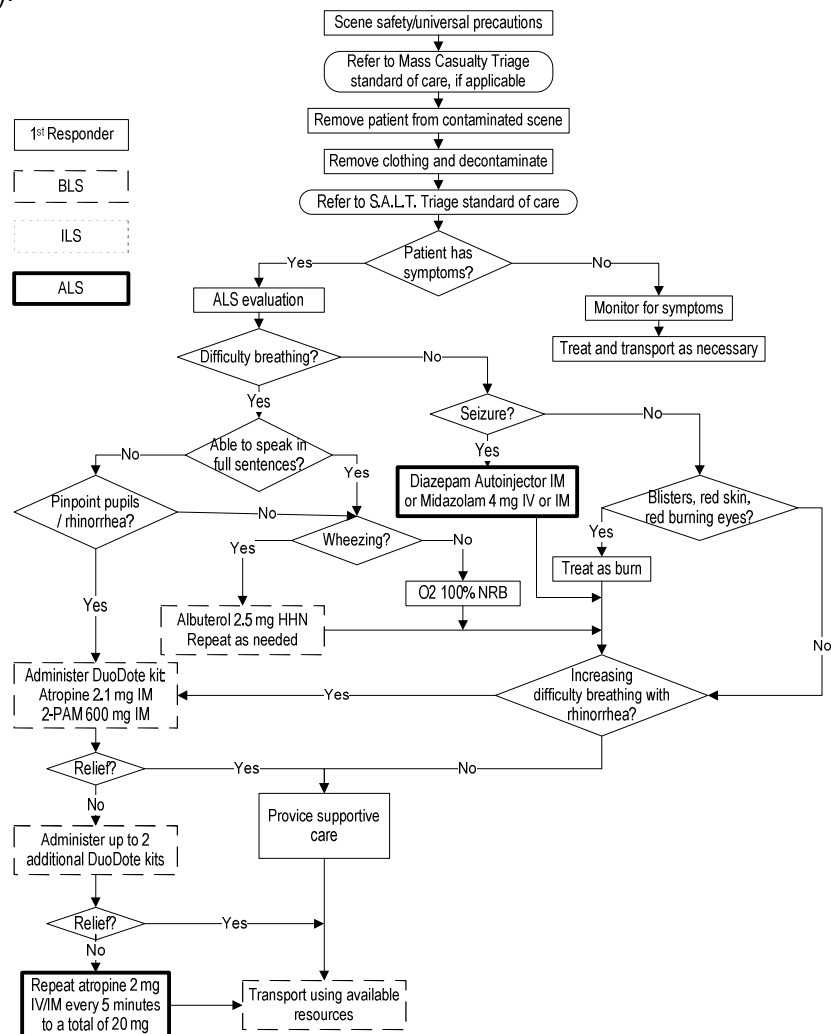 ).
Scene safety/universal precautions
Refer to Mass Casualty Triage
standard of care, if applicable
Remove patient from contaminated scene
Remove clothing and decontaminate
Refer to S.A.L.T. Triage standard of care
1st Responder
BLS
ILS
ALS
Patient has
symptoms?
Yes
No
ALS evaluation
Monitor for symptoms
Treat and transport as necessary
Difficulty breathing?
No
Yes
Seizure?
No
Yes
Able to speak in
full sentences?
No
Yes
Diazepam Autoinjector IM
or Midazolam 4 mg IV or IM
Blisters, red skin,
red burning eyes?
Yes
No
Treat as burn
Pinpoint pupils
/ rhinorrhea?
No
Yes
Wheezing?
Yes
No
O2 100% NRB
Albuterol 2.5 mg HHN
Repeat as needed
Increasing
difficulty breathing with
rhinorrhea?
Yes
No
Administer DuoDote kit:
Atropine 2.1 mg IM
2-PAM 600 mg IM
Relief?
Yes
No
Provice supportive
care
Administer up to 2
additional DuoDote kits
Relief?
Yes
No
Repeat atropine 2 mg
IV/IM every 5 minutes
to a total of 20 mg
Transport using available
resources